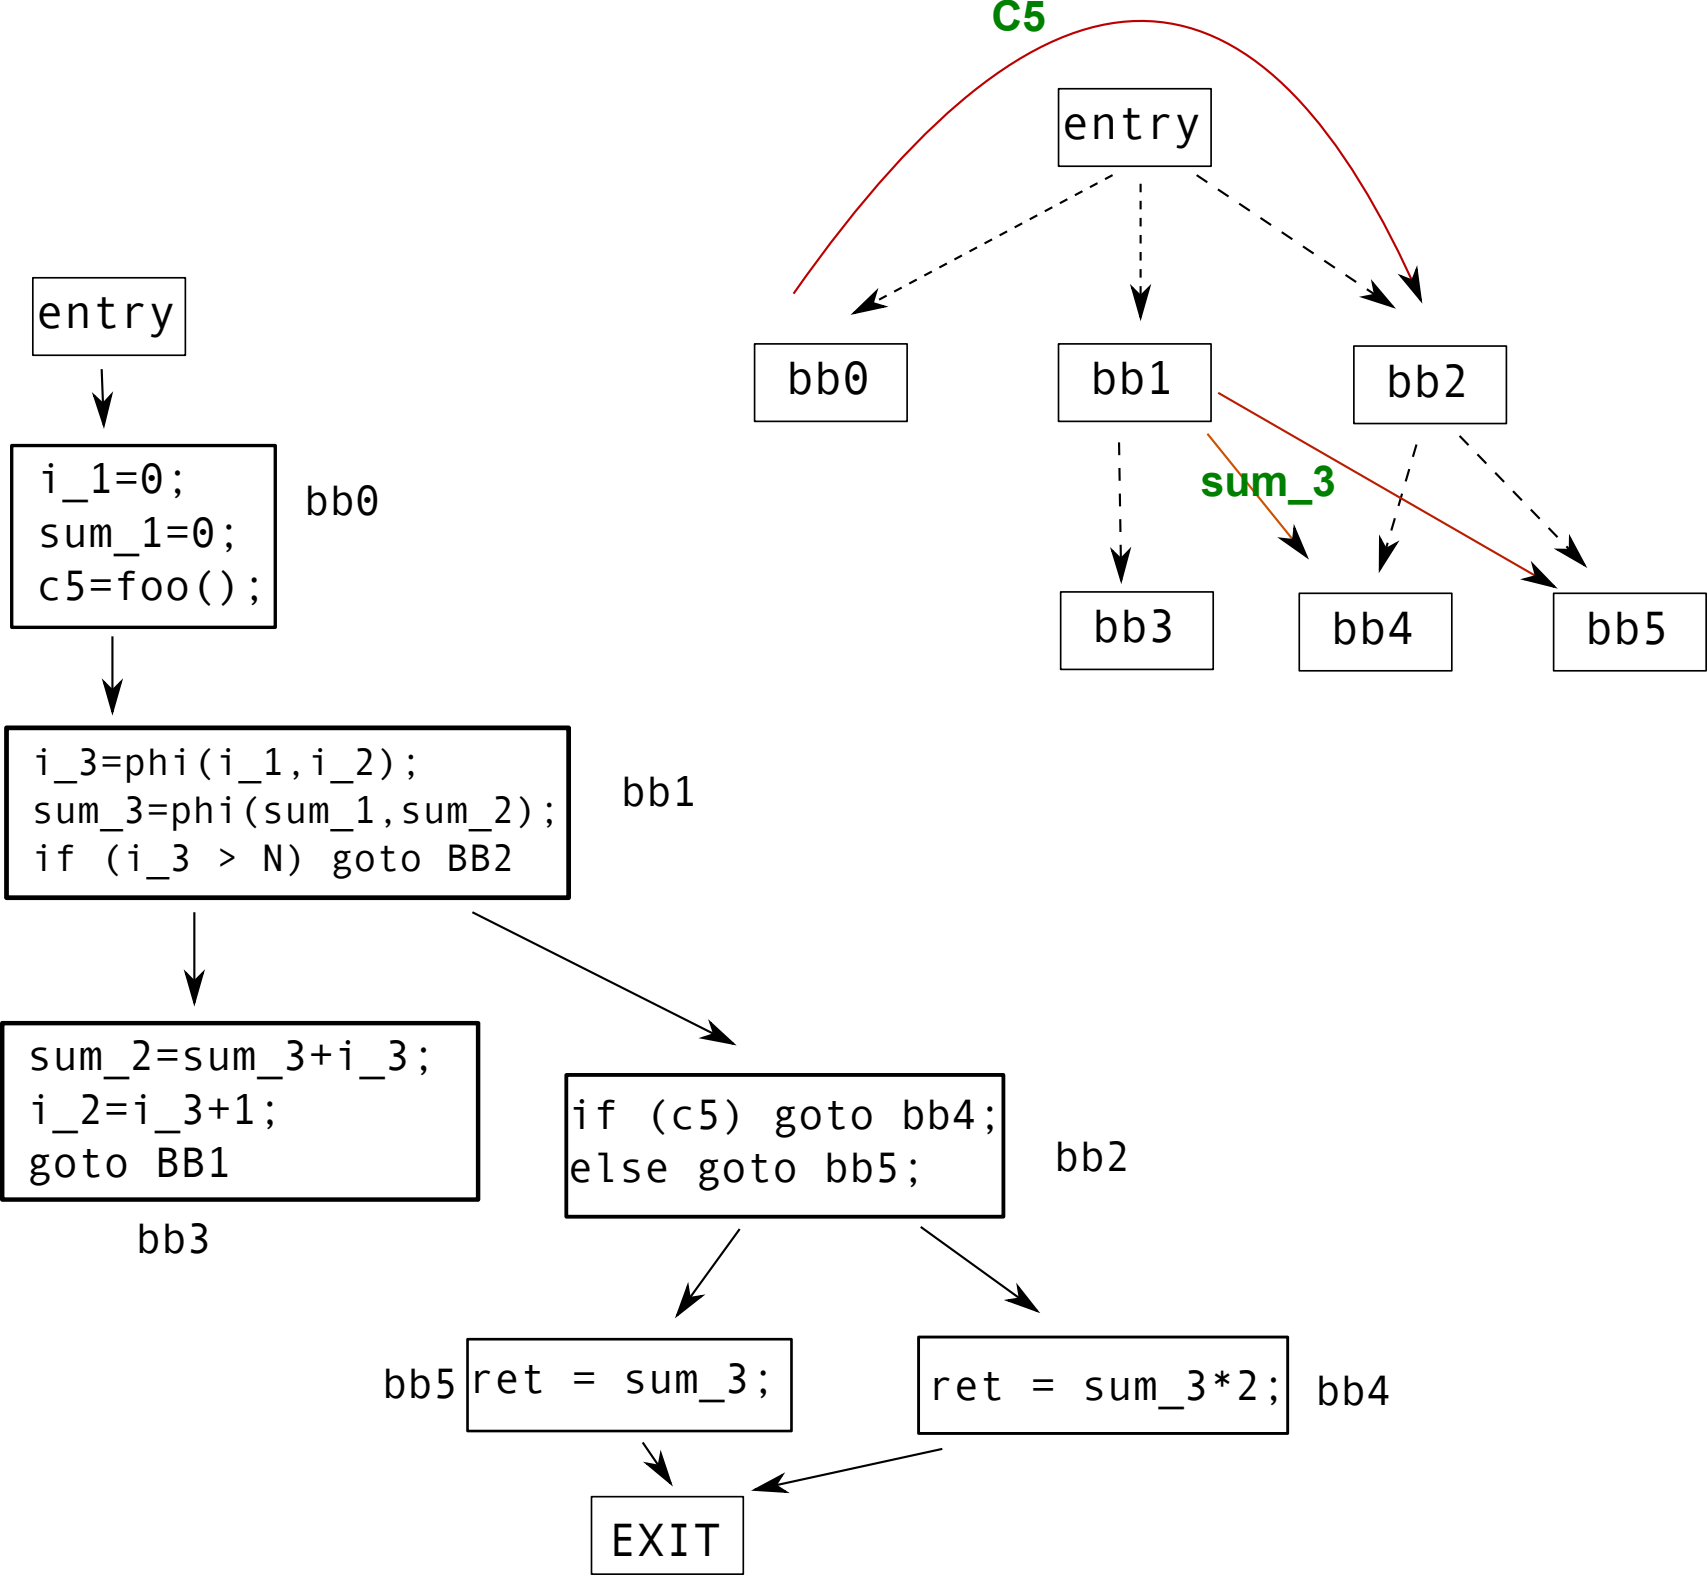 C5
entry
bb0
bb1
bb2
sum_3
bb3
bb4
bb5
entry
i_1=0;
sum_1=0;
c5=foo();
bb0
i_3=phi(i_1,i_2);
sum_3=phi(sum_1,sum_2);
if (i_3 > N) goto BB2
bb1
sum_2=sum_3+i_3;
i_2=i_3+1;
goto BB1
bb3
if (c5) goto bb4;
else goto bb5;
bb2
bb5
ret = sum_3;
ret = sum_3*2;
bb4
EXIT